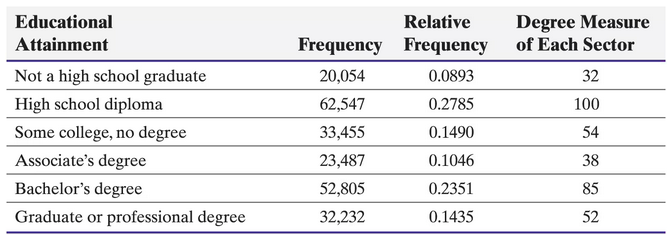 Educational Relative Degree Measure
Attainment Frequency Frequency of Each Sector
Not a high school graduate 20,054 0.0893 32
High school diploma 62,547 0.2785 100
Some college, no degree 33,455 0.1490 54
Associate's degree 23,487 0.1046 38
Bachelor's degree 52,805 0.2351 85
Graduate or professional degree 32,232 0.1435 52